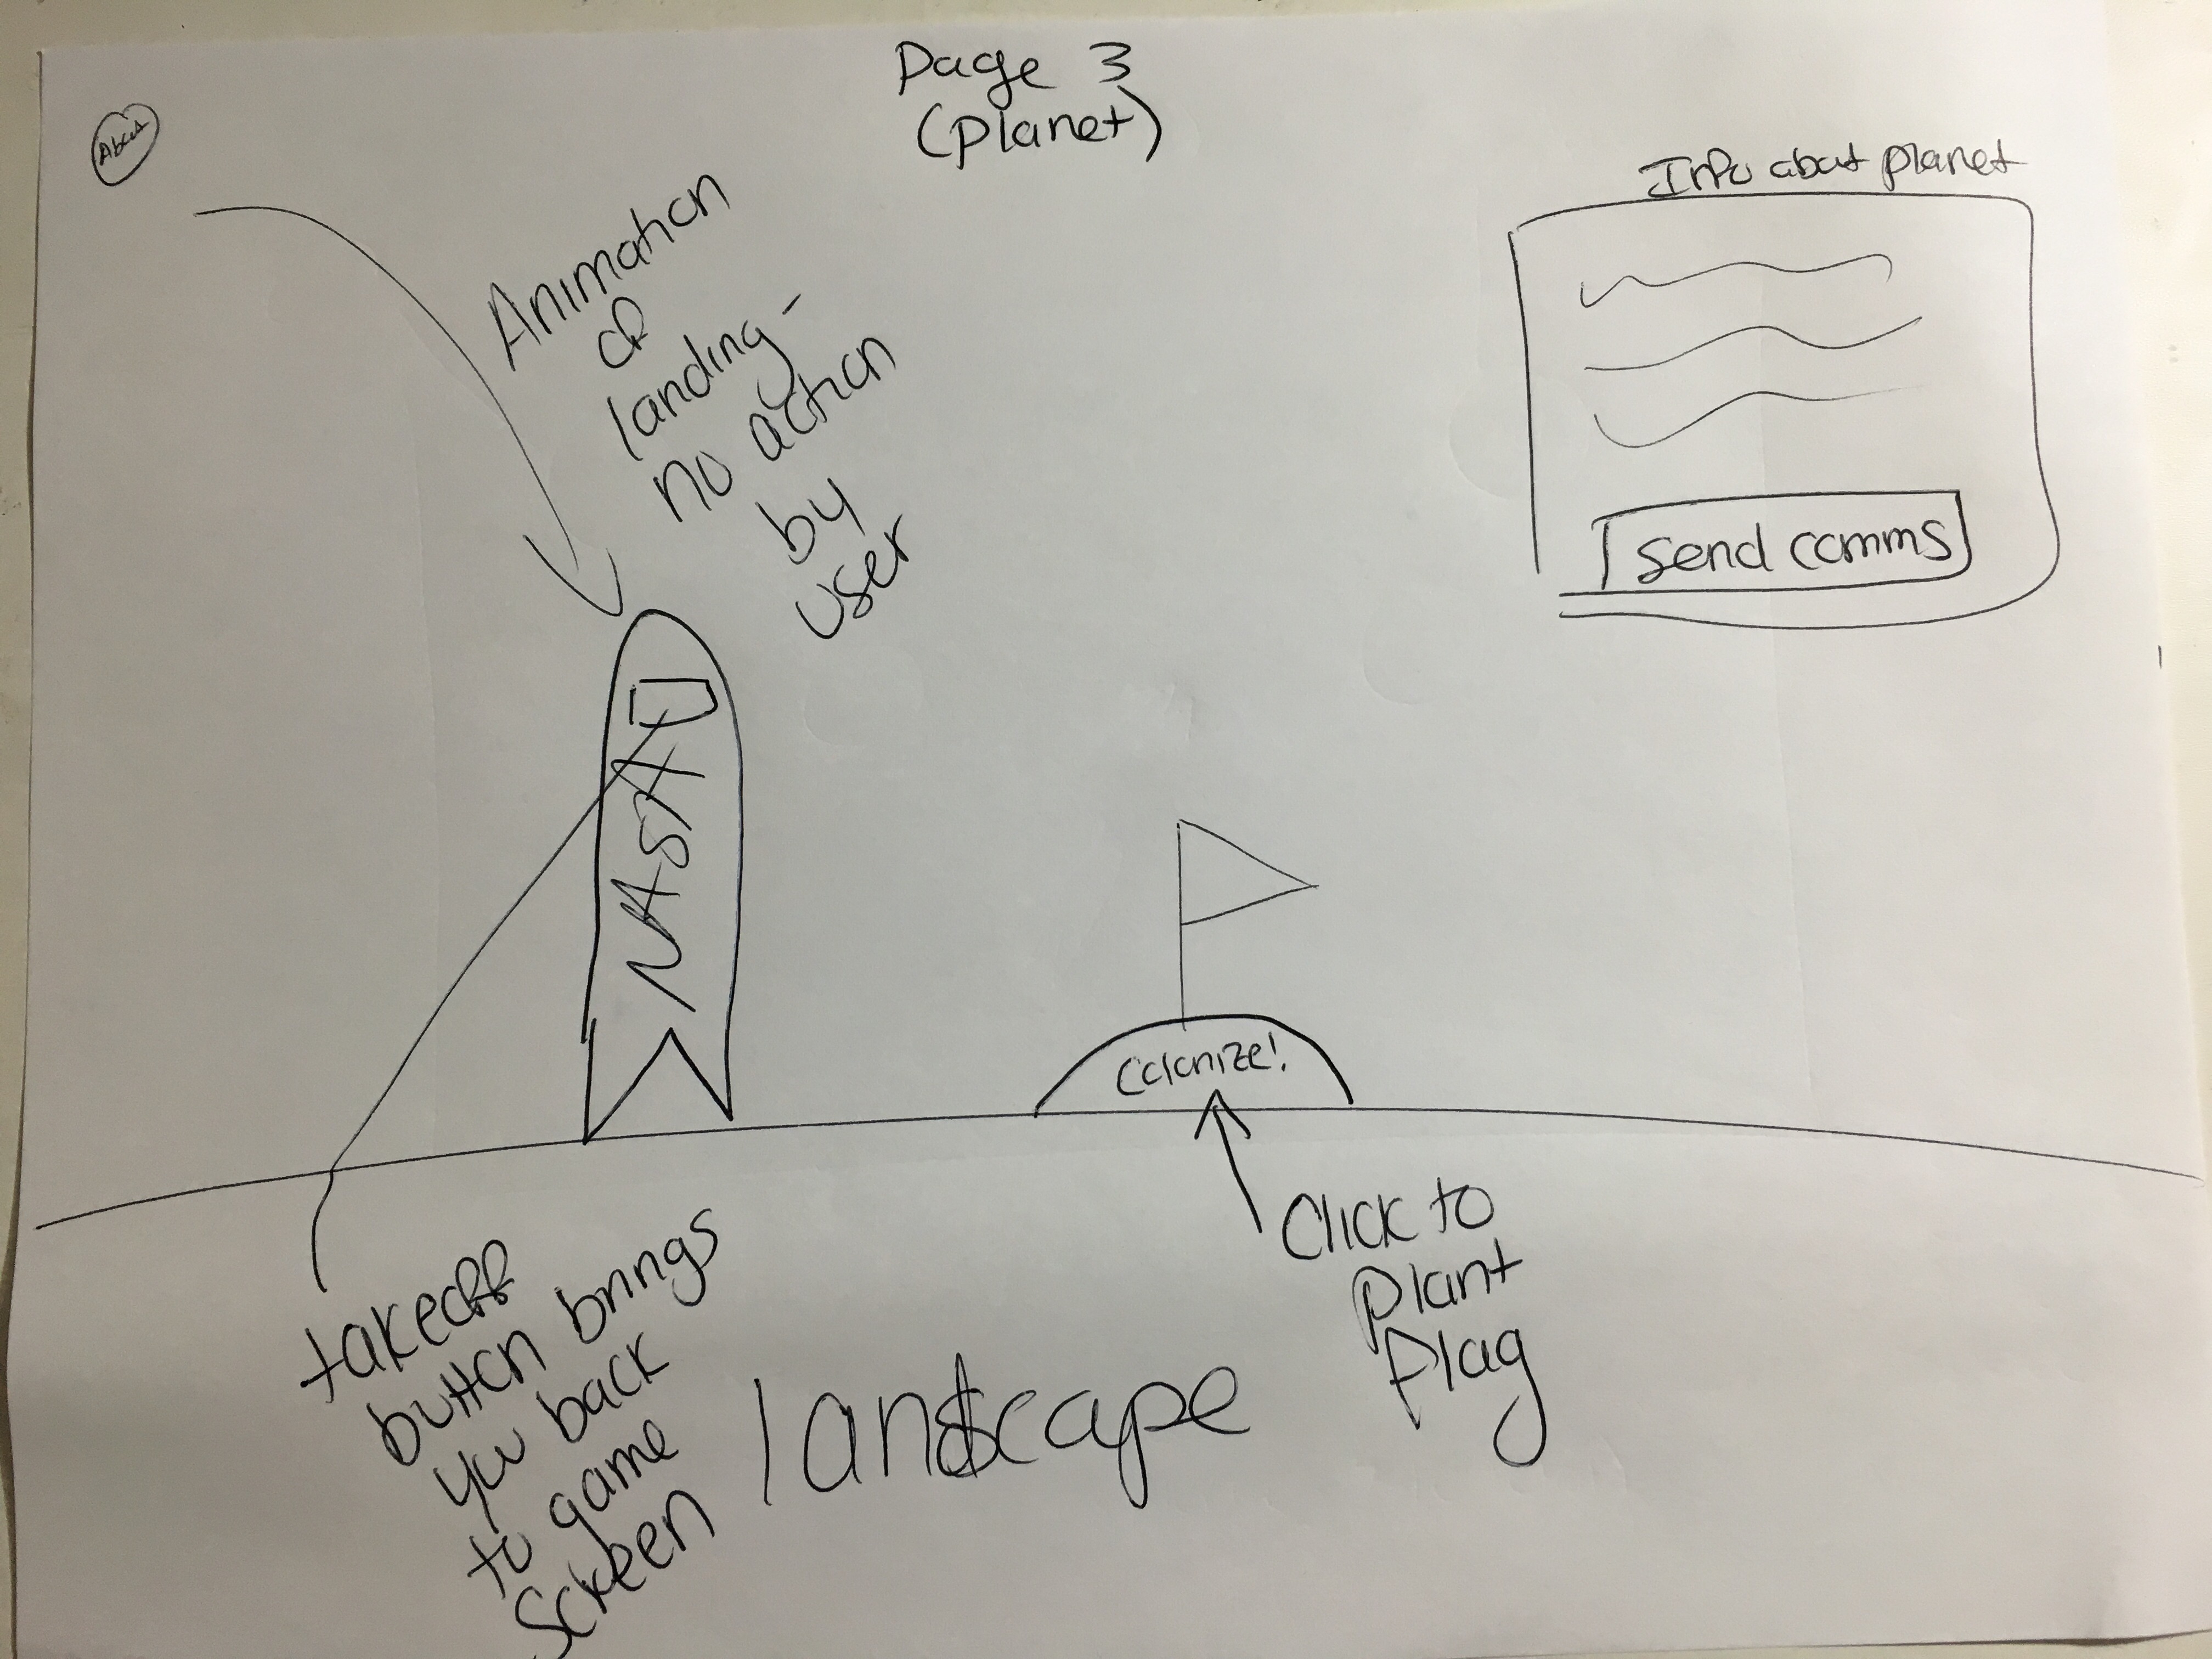 Page 3
(planet)
About
Info about planet
Animation
of
landing-
no action
by
user
send comms
NASA
Colonize!
Click to
plant
flag
takeoff
button brings
you back
to game
screen
landscape